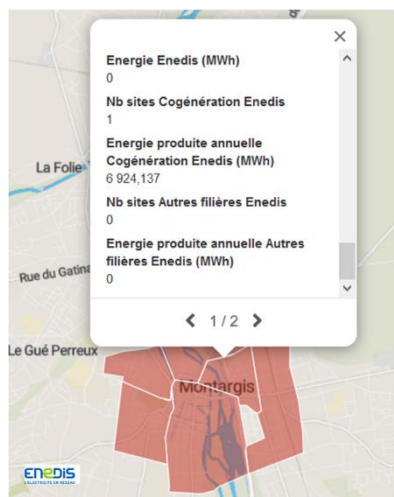 Energie Enedis (MWh)
0
Nb sites Cogénération Enedis
1
Energie produite annuelle
Cogénération Enedis (MWh)
6 924,137
Nb sites Autres filières Enedis
0
Energie produite annuelle Autres
filières Enedis (MWh)
0
1 / 2
La Folie
Rue du Gatina
Le Gué Perreux
Montargis
ENEDIS
L'ELECTRICITE EN RESEAU